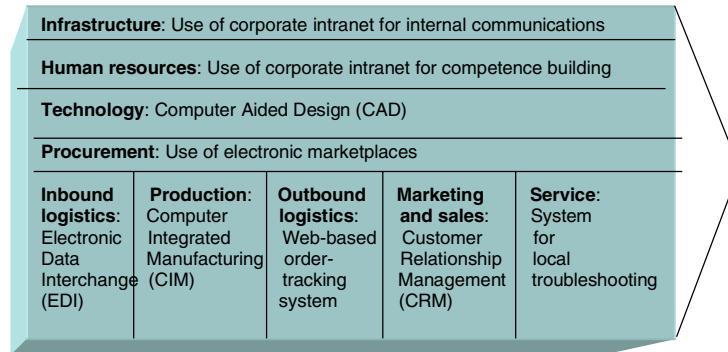 Infrastructure: Use of corporate intranet for internal communications
Human resources: Use of corporate intranet for competence building
Technology: Computer Aided Design (CAD)
Procurement: Use of electronic marketplaces
Inbound
logistics:
Electronic
Data
Interchange
(EDI)
Production:
Computer
Integrated
Manufacturing
(CIM)
Outbound
logistics:
Web-based
order-
tracking
system
Marketing
and sales:
Customer
Relationship
Management
(CRM)
Service:
System
for
local
troubleshooting